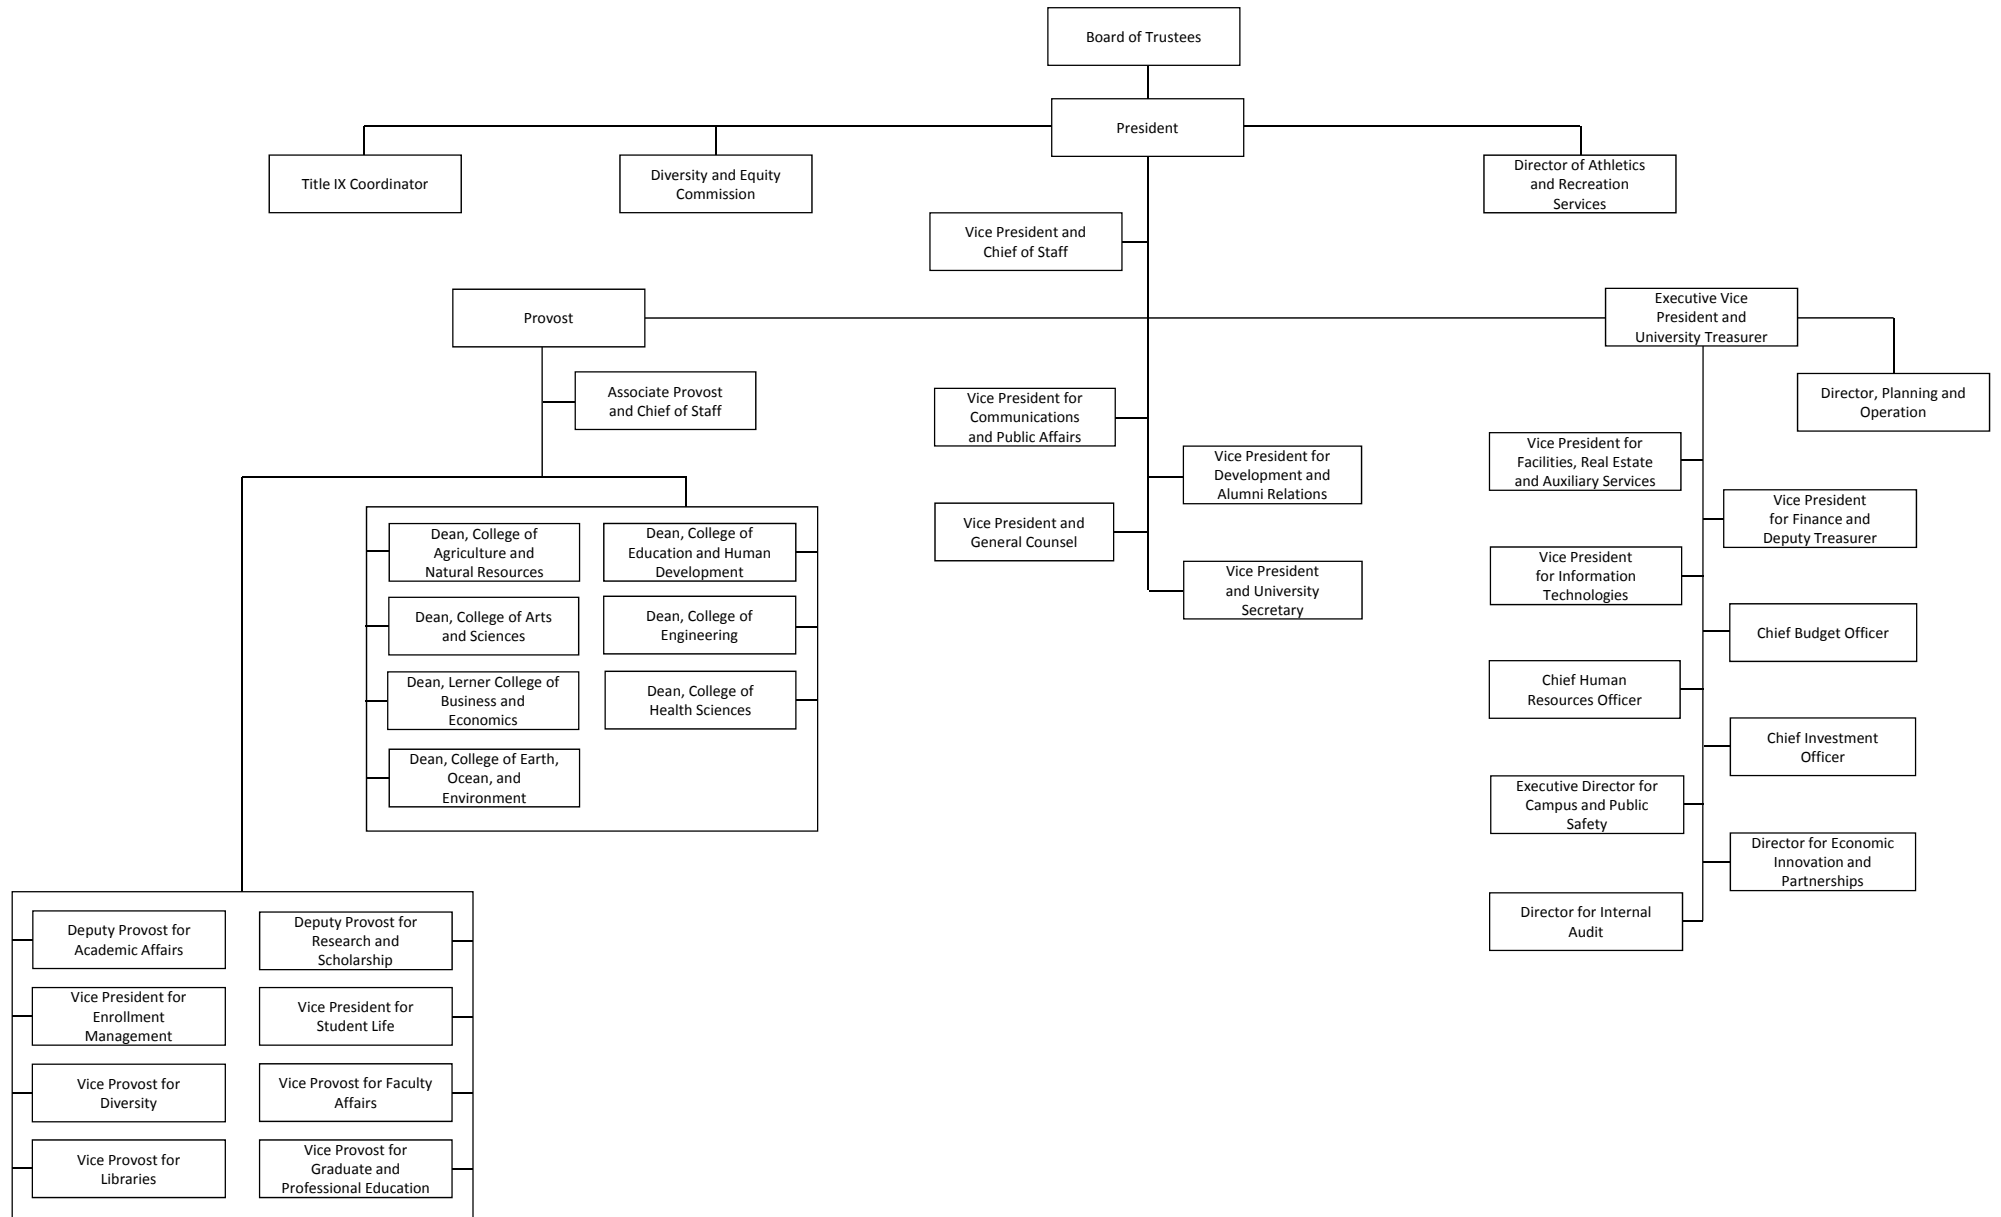 Board of Trustees
President
Title IX Coordinator
Diversity and Equity
Commission
Director of Athletics
and Recreation
Services
Vice President and
Chief of Staff
Provost
Executive Vice
President and
University Treasurer
Associate Provost
and Chief of Staff
Director, Planning and
Operation
Vice President for
Communications
and Public Affairs
Vice President for
Development and
Alumni Relations
Vice President and
General Counsel
Vice President
and University
Secretary
Vice President for
Facilities, Real Estate
and Auxiliary Services
Vice President
for Finance and
Deputy Treasurer
Vice President
for Information
Technologies
Chief Budget Officer
Chief Human
Resources Officer
Chief Investment
Officer
Executive Director for
Campus and Public
Safety
Director for Economic
Innovation and
Partnerships
Director for Internal
Audit
Dean, College of
Agriculture and
Natural Resources
Dean, College of
Education and Human
Development
Dean, College of Arts
and Sciences
Dean, College of
Engineering
Dean, Lerner College of
Business and
Economics
Dean, College of
Health Sciences
Dean, College of Earth,
Ocean, and
Environment
Deputy Provost for
Academic Affairs
Deputy Provost for
Research and
Scholarship
Vice President for
Enrollment
Management
Vice President for
Student Life
Vice Provost for
Diversity
Vice Provost for Faculty
Affairs
Vice Provost for
Libraries
Vice Provost for
Graduate and
Professional Education